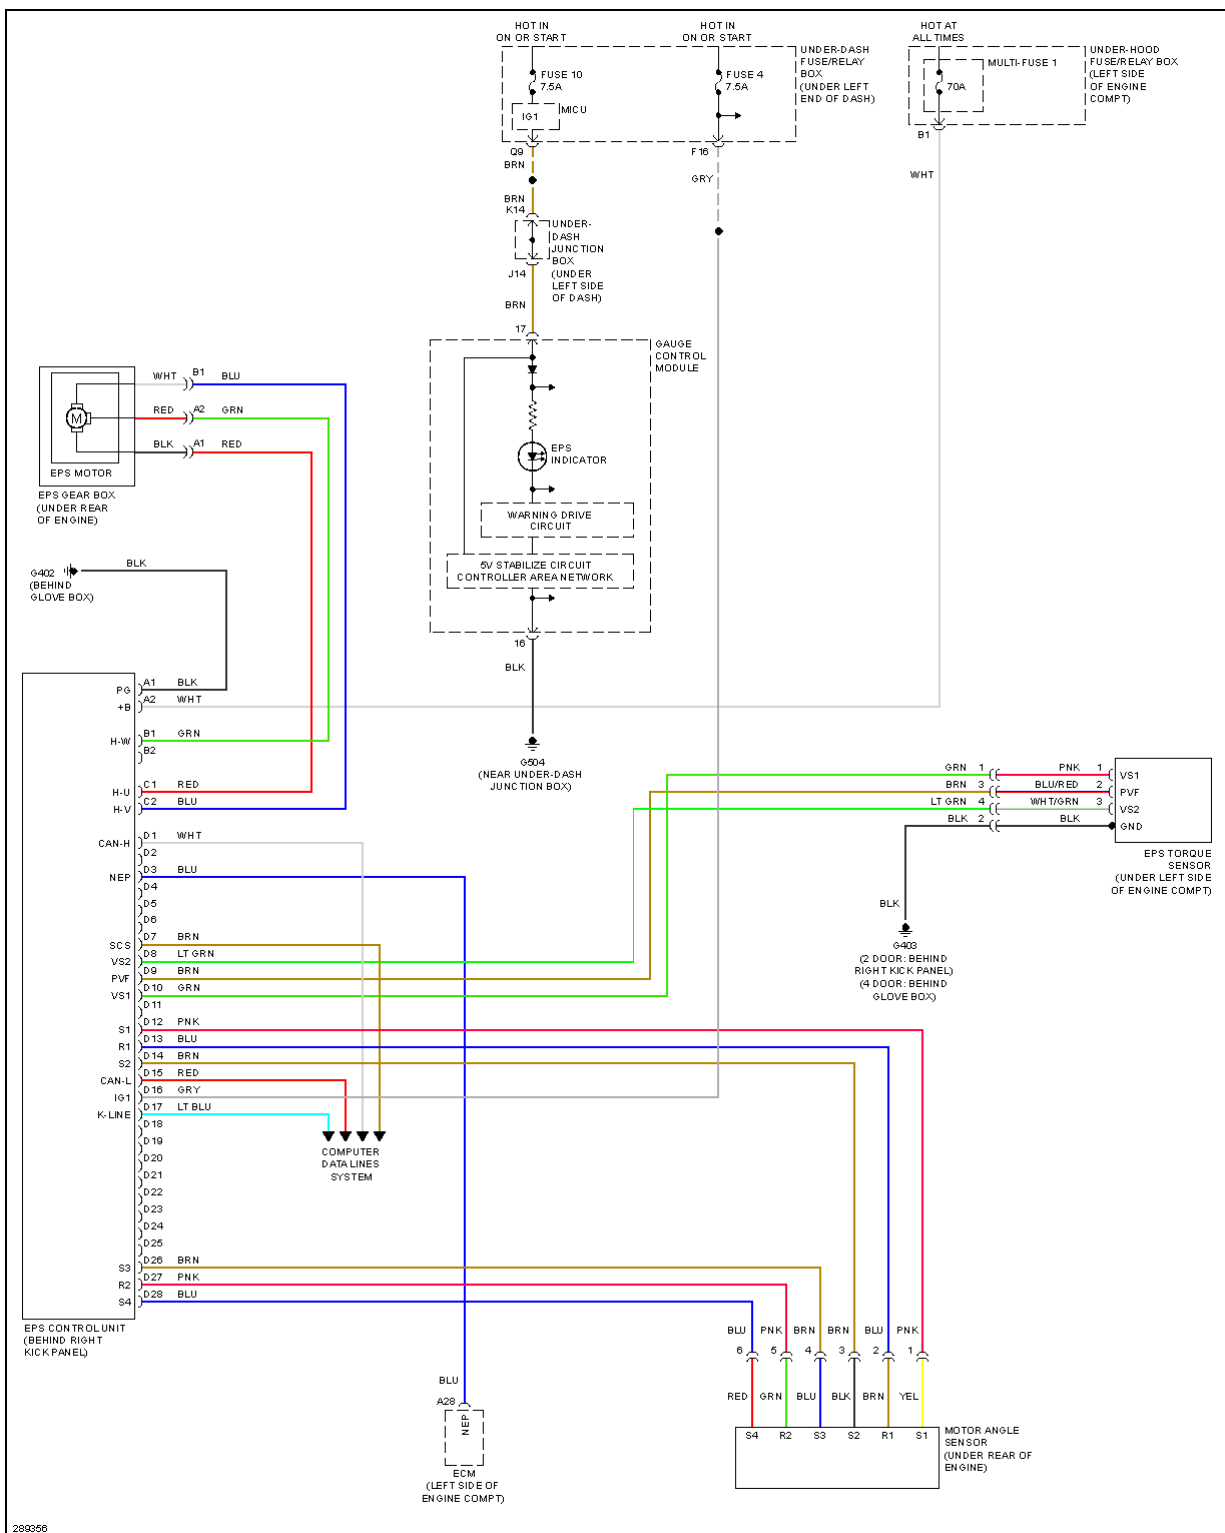 HOT IN
ON OR START
HOT IN
ON OR START
HOT AT
ALL TIMES
UNDER-DASH
FUSE/RELAY
BOX
(UNDER LEFT
END OF DASH)
UNDER-HOOD
FUSE/RELAY BOX
(LEFT SIDE
OF ENGINE
COMPT)
FUSE 10
7.5A
FUSE 4
7.5A
MULTI-FUSE 1
70A
IG1
MICU
Q9
BRN
F16
GRY
B1
WHT
BRN
K14
UNDER-
DASH
JUNCTION
BOX
(UNDER
LEFT SIDE
OF DASH)
J14
BRN
17
GAUGE
CONTROL
MODULE
EPS
INDICATOR
WARNING DRIVE
CIRCUIT
5V STABILIZE CIRCUIT
CONTROLLER AREA NETWORK
16
BLK
G504
(NEAR UNDER-DASH
JUNCTION BOX)
WHT B1 BLU
RED A2 GRN
BLK A1 RED
M
EPS MOTOR
EPS GEAR BOX
(UNDER REAR
OF ENGINE)
BLK
G402
(BEHIND
GLOVE BOX)
PG A1 BLK
+B A2 WHT
H-W B1 GRN
B2
H-U C1 RED
H-V C2 BLU
CAN-H D1 WHT
D2
NEP D3 BLU
D4
D5
D6
SCS D7 BRN
VS2 D8 LT GRN
PVF D9 BRN
VS1 D10 GRN
D11
S1 D12 PNK
R1 D13 BLU
S2 D14 BRN
CAN-L D15 RED
IG1 D16 GRY
K-LINE D17 LT BLU
D18
D19
D20
D21
D22
D23
D24
D25
S3 D26 BRN
R2 D27 PNK
S4 D28 BLU
EPS CONTROL UNIT
(BEHIND RIGHT
KICK PANEL)
COMPUTER
DATA LINES
SYSTEM
GRN 1 PNK 1 VS1
BRN 3 BLU/RED 2 PVF
LT GRN 4 WHT/GRN 3 VS2
BLK 2 BLK GND
EPS TORQUE
SENSOR
(UNDER LEFT SIDE
OF ENGINE COMPT)
BLK
G403
(2 DOOR: BEHIND
RIGHT KICK PANEL)
(4 DOOR: BEHIND
GLOVE BOX)
BLU PNK BRN BRN BLU PNK
6 5 4 3 2 1
RED GRN BLU BLK BRN YEL
S4 R2 S3 S2 R1 S1
MOTOR ANGLE
SENSOR
(UNDER REAR OF
ENGINE)
BLU
A28
NEP
ECM
(LEFT SIDE OF
ENGINE COMPT)
289356